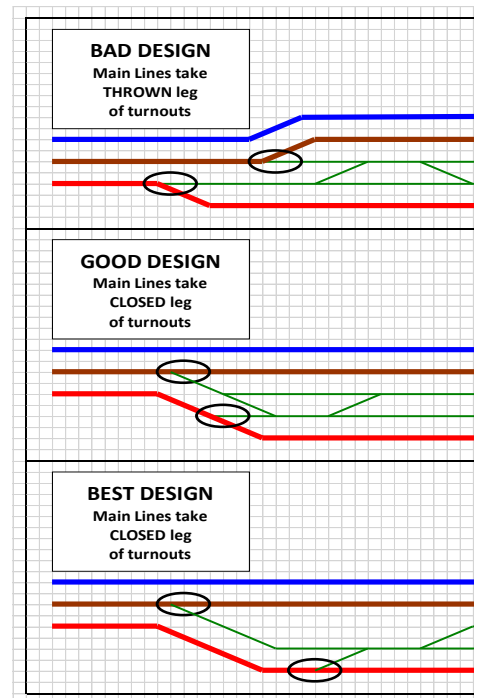 BAD DESIGN
Main Lines take
THROWN leg
of turnouts
GOOD DESIGN
Main Lines take
CLOSED leg
of turnouts
BEST DESIGN
Main Lines take
CLOSED leg
of turnouts